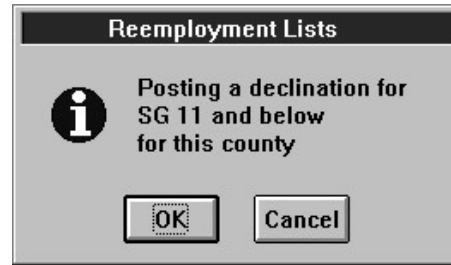 Reemployment Lists
Posting a declination for
SG 11 and below
for this county
OK
Cancel